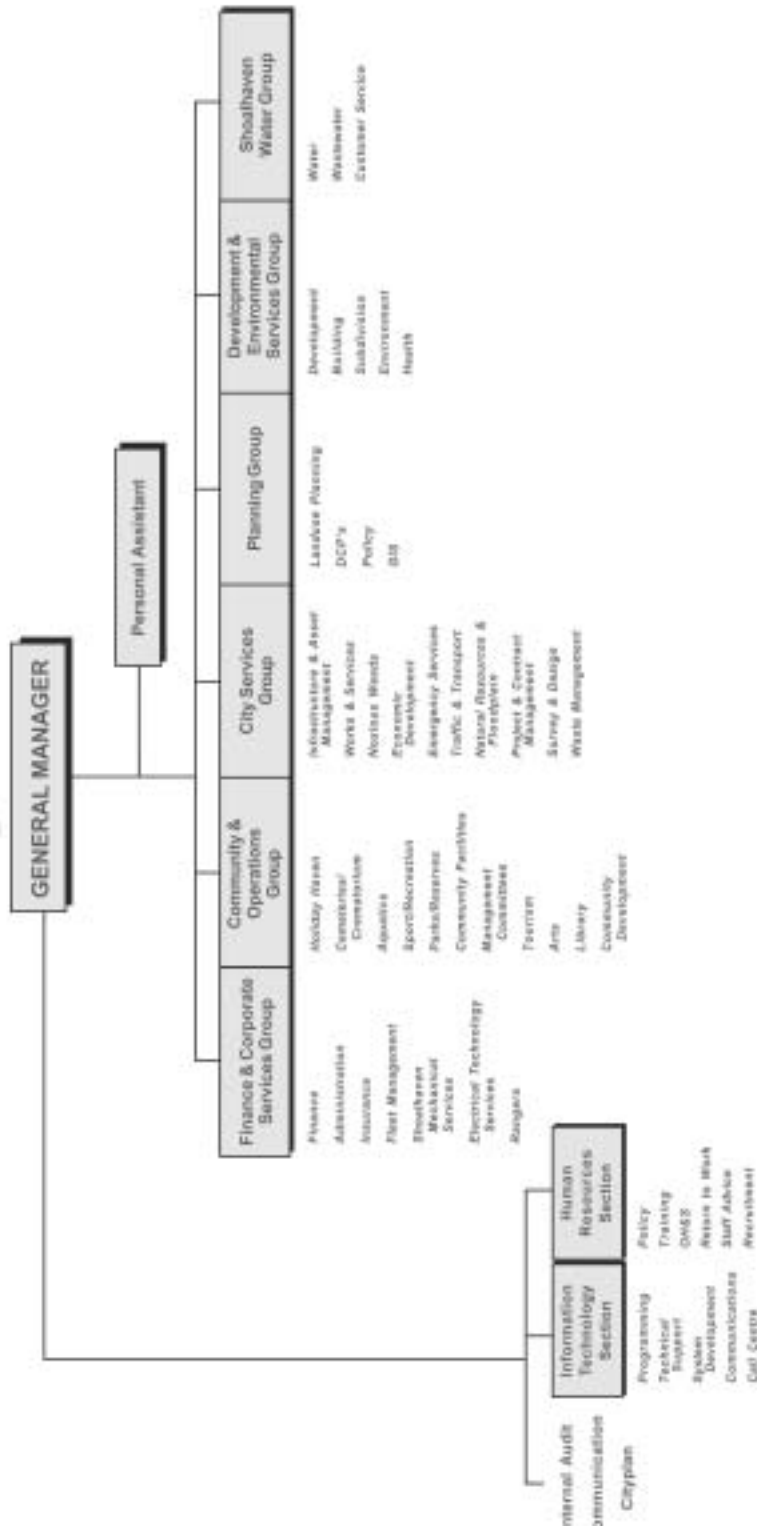 GENERAL MANAGER
Personal Assistant
Finance & Corporate
Services Group
Finance
Administration
Insurance
Fleet Management
Shoalhaven
Mechanical
Services
Electrical Technology
Services
Rangers
Community &
Operations
Group
Holiday Haven
Cemeteries/
Crematorium
Aquatics
Sport/Recreation
Parks/Reserves
Community Facilities
Management
Committees
Tourism
Arts
Library
Community
Development
City Services
Group
Infrastructure & Asset
Management
Works & Services
Noxious Weeds
Economic
Development
Emergency Services
Traffic & Transport
Natural Resources &
Floodplain
Project & Contract
Management
Survey & Design
Waste Management
Planning Group
Landuse Planning
DCP's
Policy
GIS
Development &
Environmental
Services Group
Development
Building
Subdivision
Environment
Health
Shoalhaven
Water Group
Water
Wastewater
Customer Service
nternal Audit
ommunication
Cityplan
Information
Technology
Section
Programming
Technical
Support
System
Development
Communications
Call Centre
Human
Resources
Section
Policy
Training
OH&S
Return to Work
Staff Advice
Recruitment